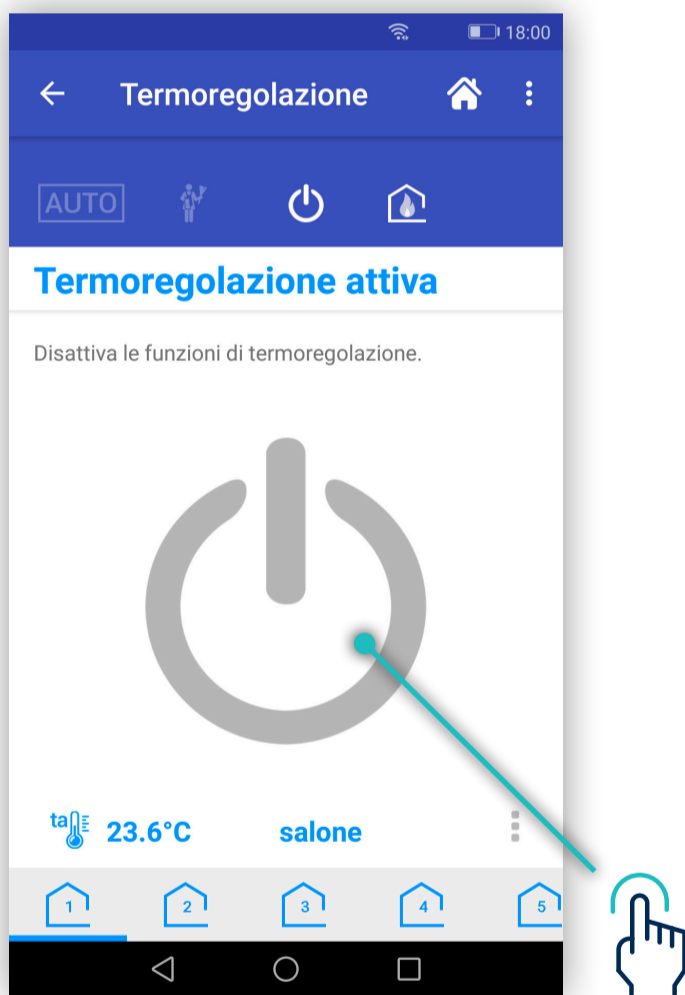 18:00
Termoregolazione
AUTO
Termoregolazione attiva
Disattiva le funzioni di termoregolazione.
ta 23.6°C salone
1 2 3 4 5